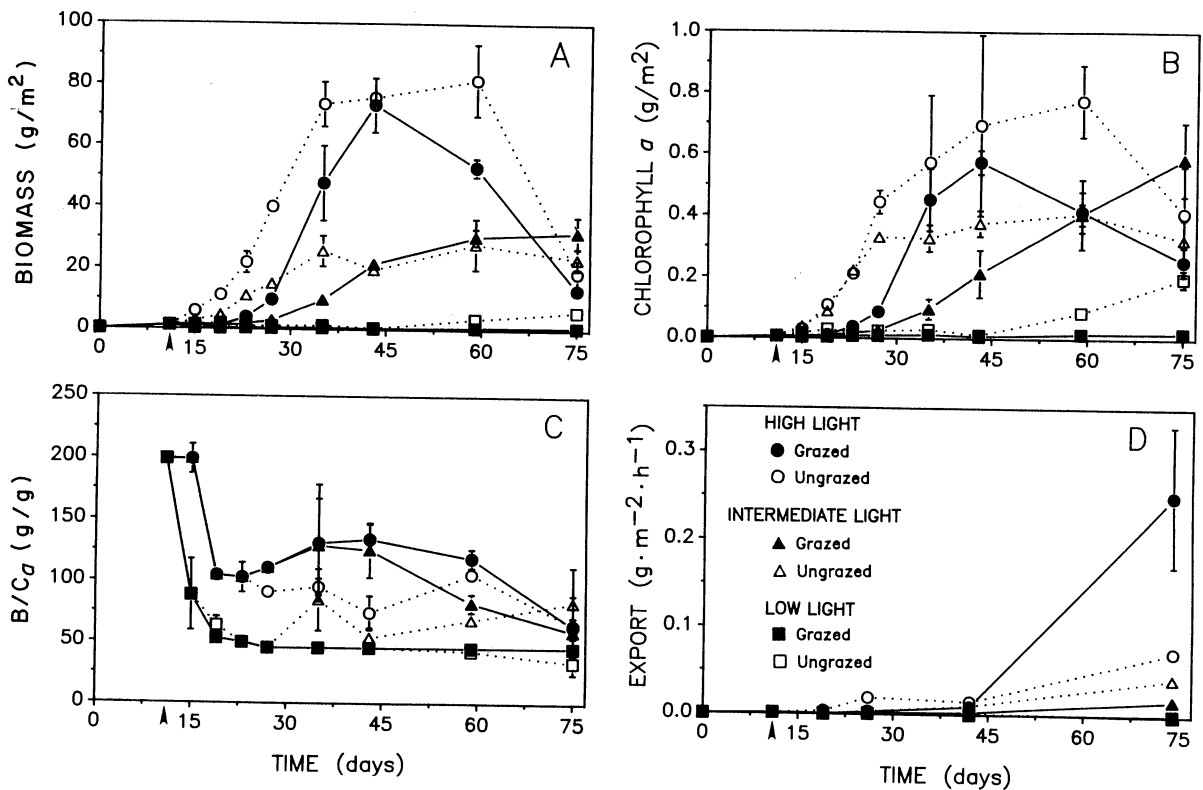 A
BIOMASS (g/m²)
100
80
60
40
20
0
0 15 30 45 60 75
B
CHLOROPHYLL a (g/m²)
1.0
0.8
0.6
0.4
0.2
0.0
0 15 30 45 60 75
C
B/Ca (g/g)
250
200
150
100
50
0
0 15 30 45 60 75
TIME (days)
D
EXPORT (g·m−2·h−1)
0.3
0.2
0.1
0.0
HIGH LIGHT
Grazed
Ungrazed
INTERMEDIATE LIGHT
Grazed
Ungrazed
LOW LIGHT
Grazed
Ungrazed
0 15 30 45 60 75
TIME (days)